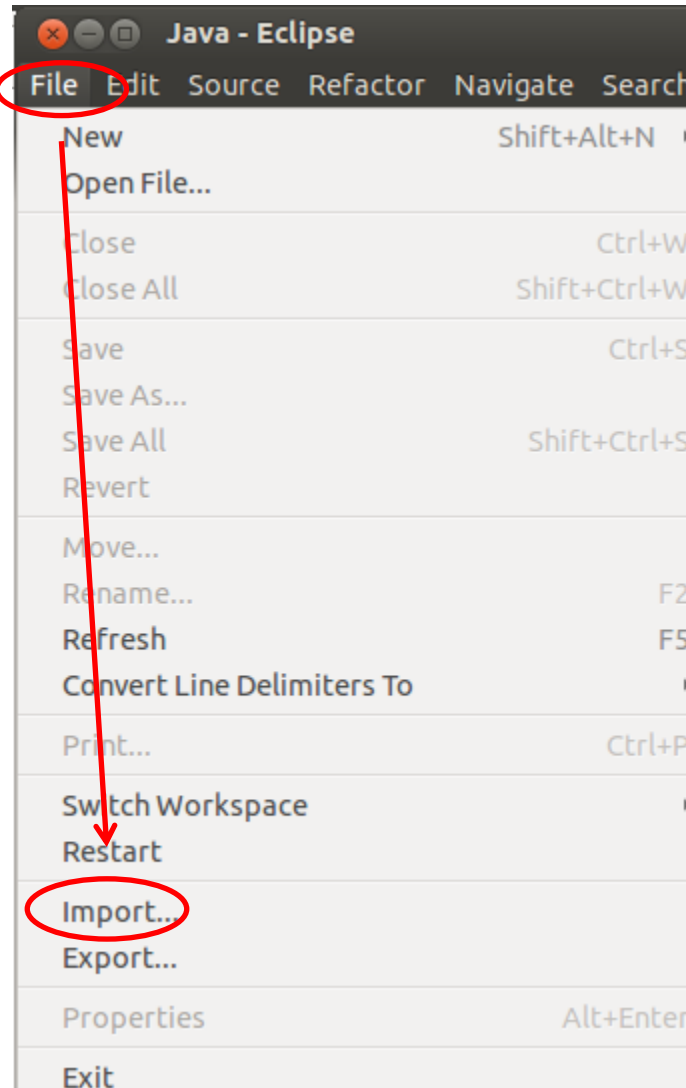 Java - Eclipse
File Edit Source Refactor Navigate Search
New Shift+Alt+N
Open File...
Close Ctrl+W
Close All Shift+Ctrl+W
Save Ctrl+S
Save As...
Save All Shift+Ctrl+S
Revert
Move...
Rename... F2
Refresh F5
Convert Line Delimiters To
Print... Ctrl+P
Switch Workspace
Restart
Import...
Export...
Properties Alt+Enter
Exit